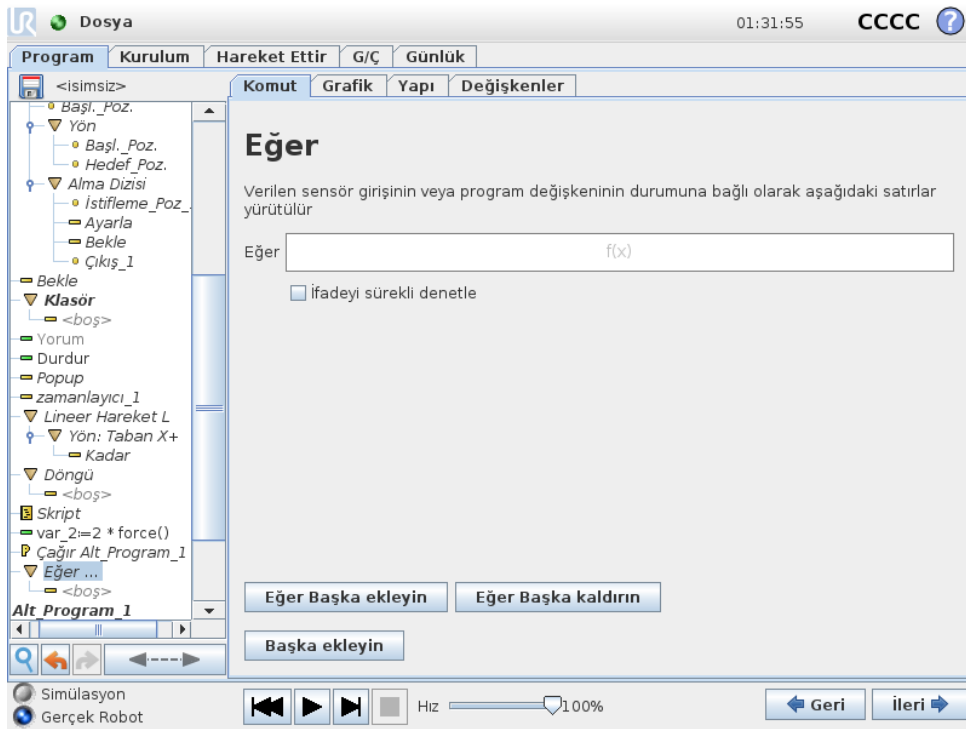 UR Dosya 01:31:55 CCCC ?
Program Kurulum Hareket Ettir G/Ç Günlük
<isimsiz>
Komut Grafik Yapı Değişkenler
Başl._Poz.
Yön
Başl._Poz.
Hedef_Poz.
Alma Dizisi
İstifleme_Poz_
Ayarla
Bekle
Çıkış_1
Bekle
Klasör
<boş>
Yorum
Durdur
Popup
zamanlayıcı_1
Lineer Hareket L
Yön: Taban X+
Kadar
Döngü
<boş>
Skript
var_2:=2 * force()
P Çağır Alt_Program_1
Eğer ...
<boş>
Alt_Program_1
Eğer
Verilen sensör girişinin veya program değişkeninin durumuna bağlı olarak aşağıdaki satırlar
yürütülür
Eğer f(x)
İfadeyi sürekli denetle
Eğer Başka ekleyin Eğer Başka kaldırın
Başka ekleyin
Simülasyon
Gerçek Robot
Hız 100%
Geri İleri